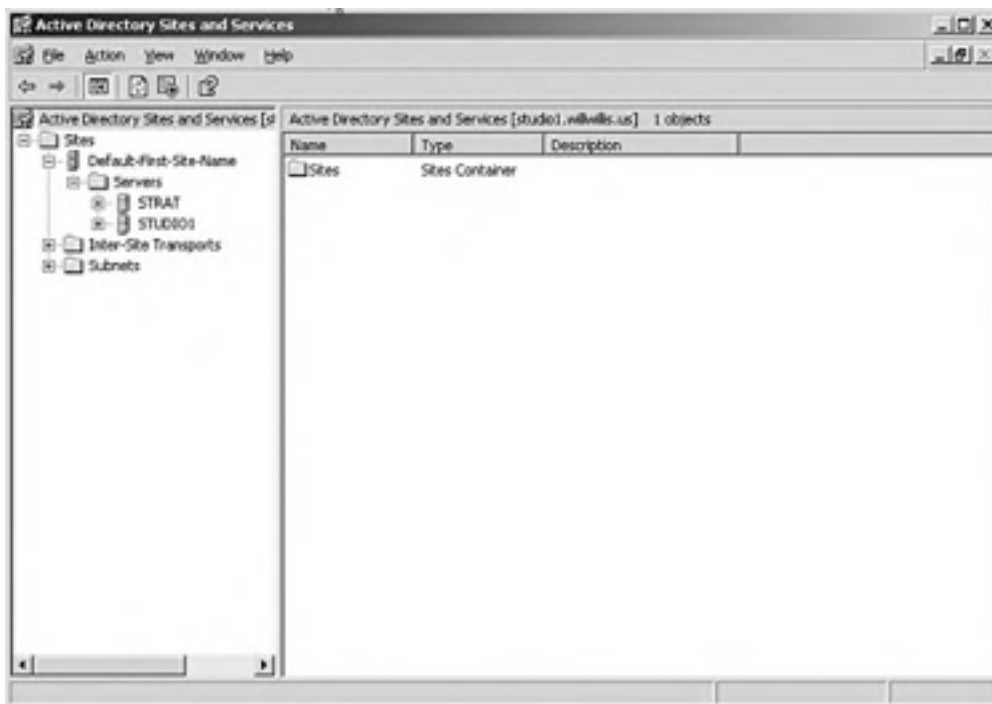 Active Directory Sites and Services
File Action View Window Help
Active Directory Sites and Services [st
Sites
Default-First-Site-Name
Servers
STRAT
STUDIO1
Inter-Site Transports
Subnets
Active Directory Sites and Services [studio1.willwillis.us] 1 objects
Name Type Description
Sites Sites Container